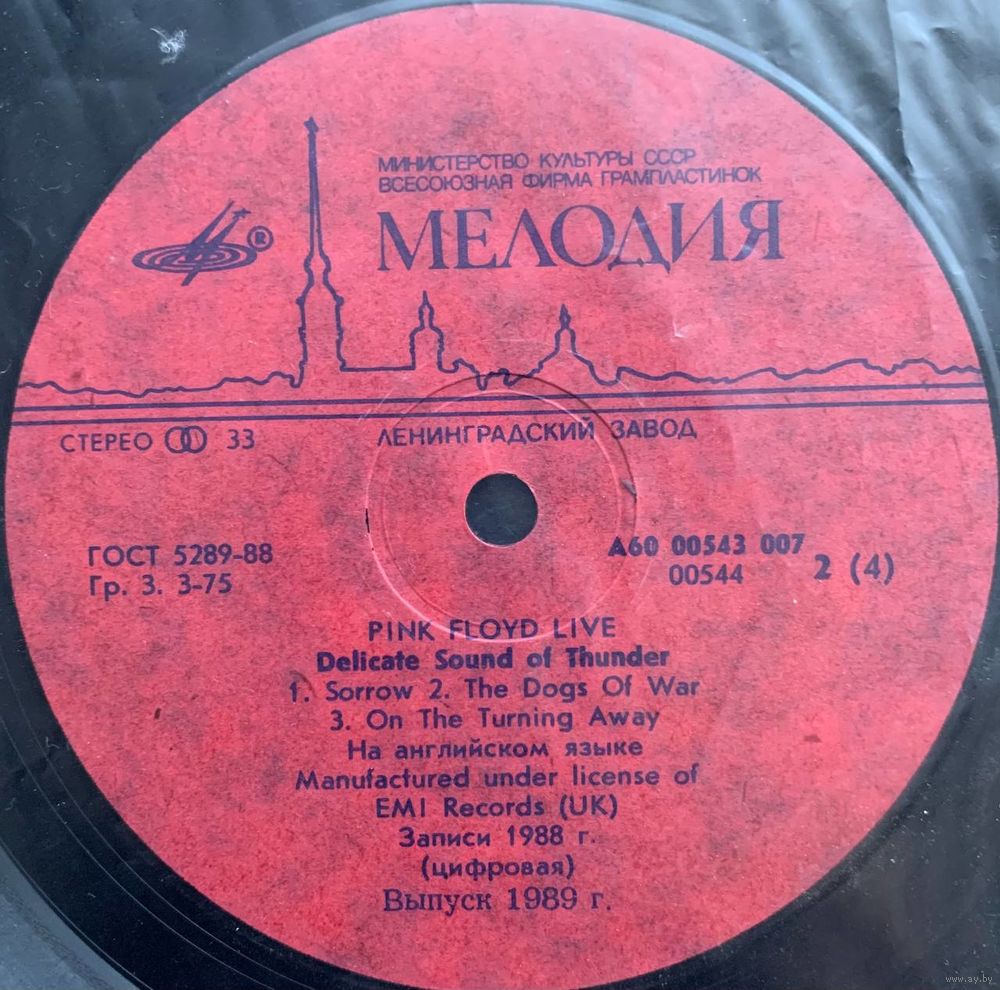 МИНИСТЕРСТВО КУЛЬТУРЫ СССР
ВСЕСОЮЗНАЯ ФИРМА ГРАМПЛАСТИНОК
МЕЛОДИЯ
®
СТЕРЕО 33
ЛЕНИНГРАДСКИЙ ЗАВОД
ГОСТ 5289-88
Гр. 3. 3-75
А60 00543 007
00544
2 (4)
PINK FLOYD LIVE
Delicate Sound of Thunder
1. Sorrow 2. The Dogs Of War
3. On The Turning Away
На английском языке
Manufactured under license of
EMI Records (UK)
Записи 1988 г.
(цифровая)
Выпуск 1989 г.
www.ay.by